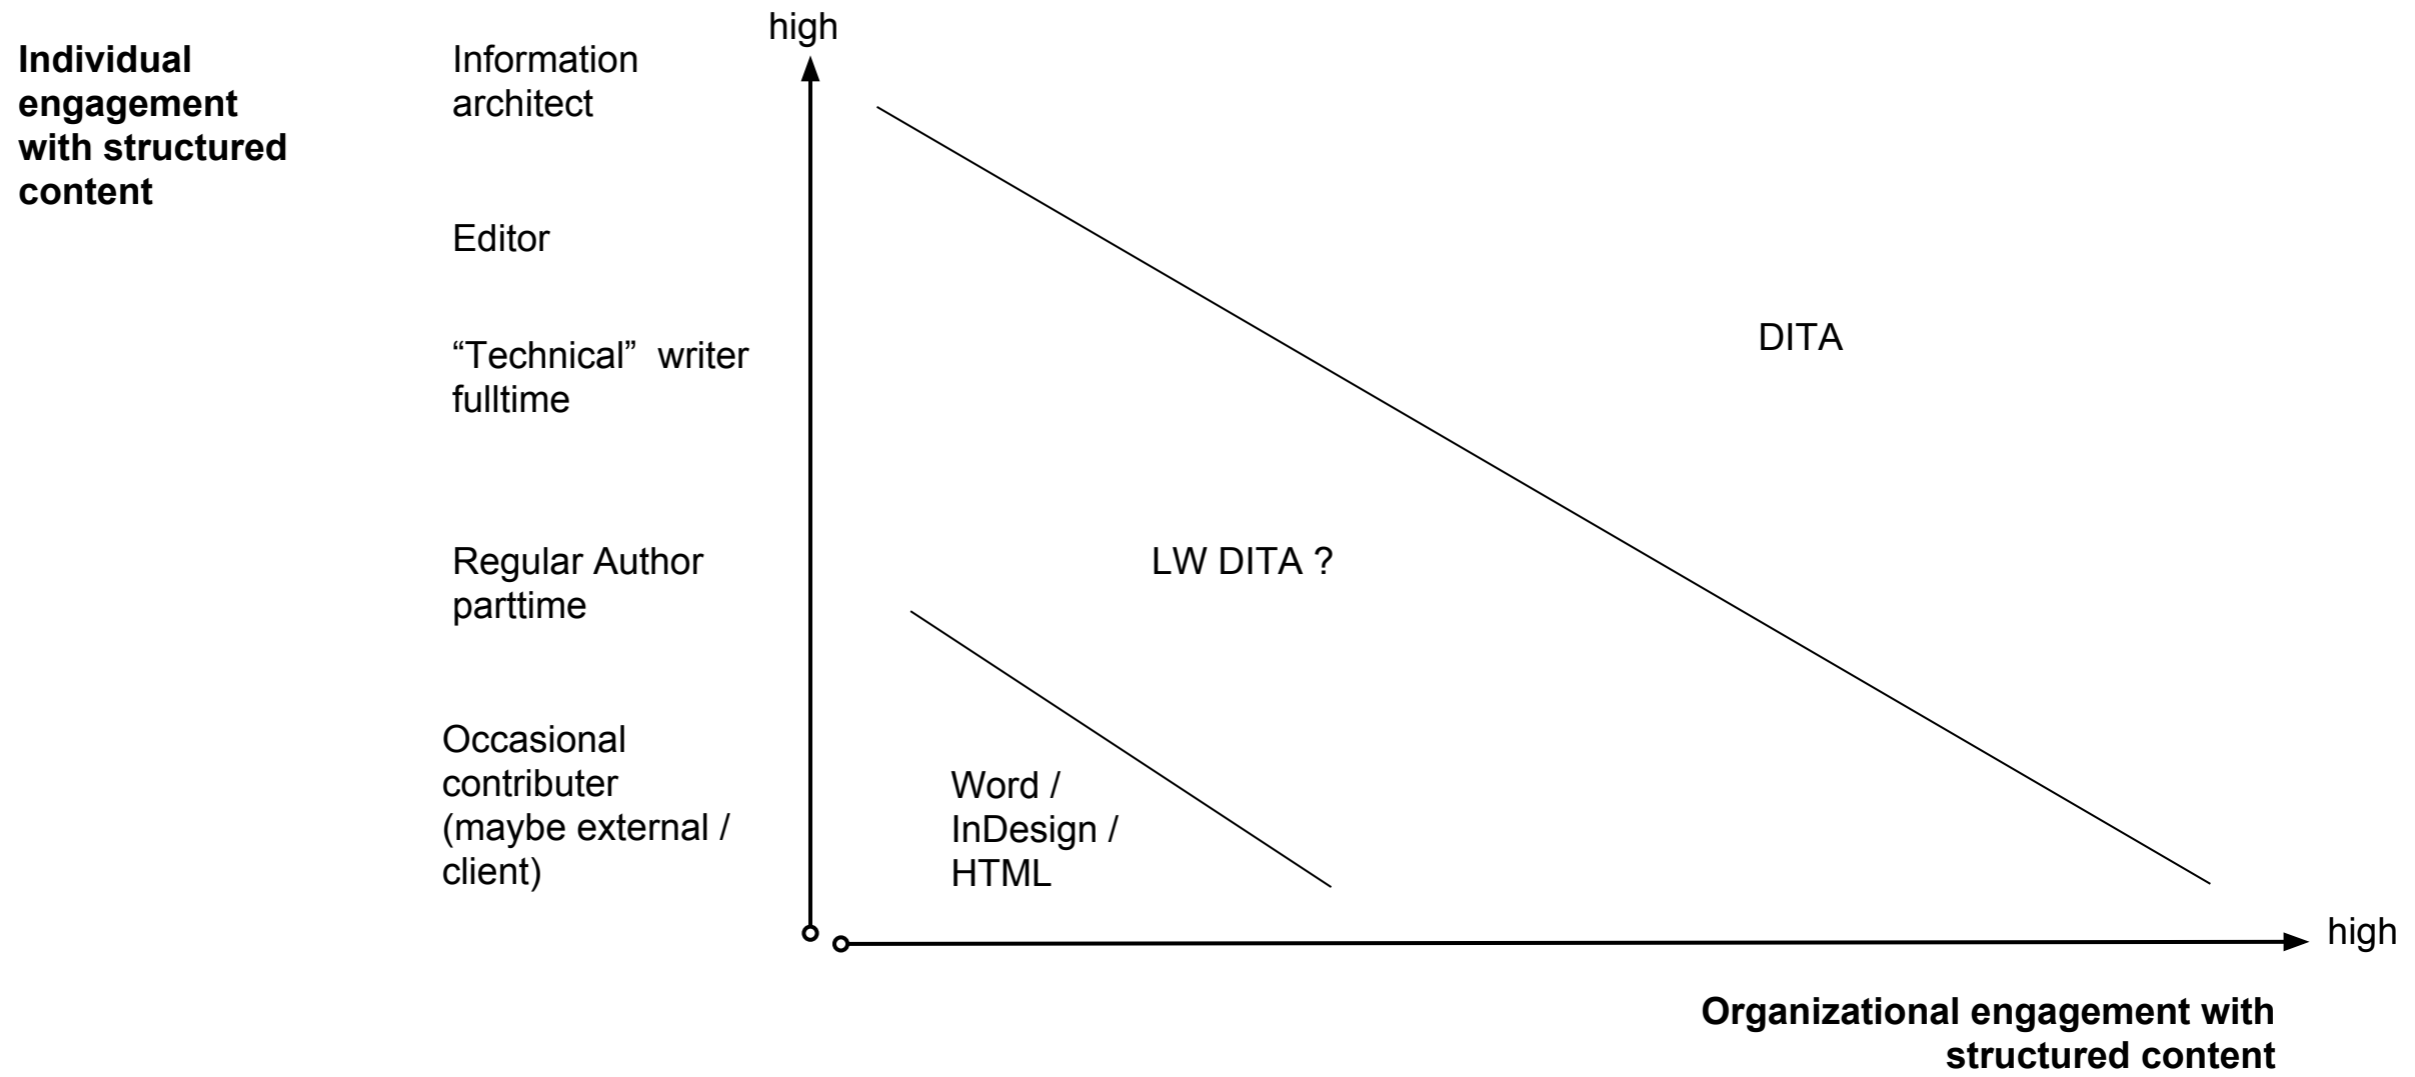 Individual
engagement
with structured
content
Information
architect
Editor
“Technical”  writer
fulltime
Regular Author
parttime
Occasional
contributer
(maybe external /
client)
high
DITA
LW DITA ?
Word /
InDesign /
HTML
high
Organizational engagement with
structured content